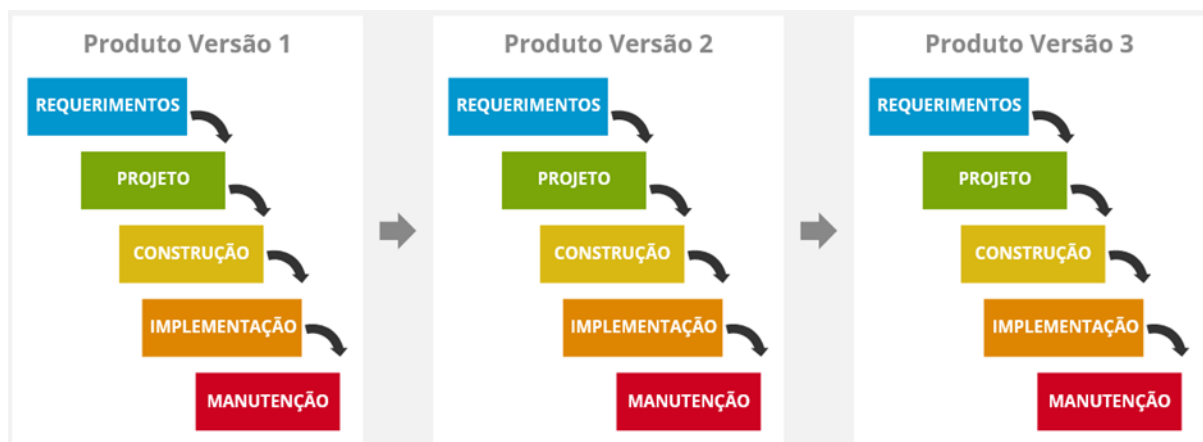 Produto Versão 1
REQUERIMENTOS
PROJETO
CONSTRUÇÃO
IMPLEMENTAÇÃO
MANUTENÇÃO
Produto Versão 2
REQUERIMENTOS
PROJETO
CONSTRUÇÃO
IMPLEMENTAÇÃO
MANUTENÇÃO
Produto Versão 3
REQUERIMENTOS
PROJETO
CONSTRUÇÃO
IMPLEMENTAÇÃO
MANUTENÇÃO